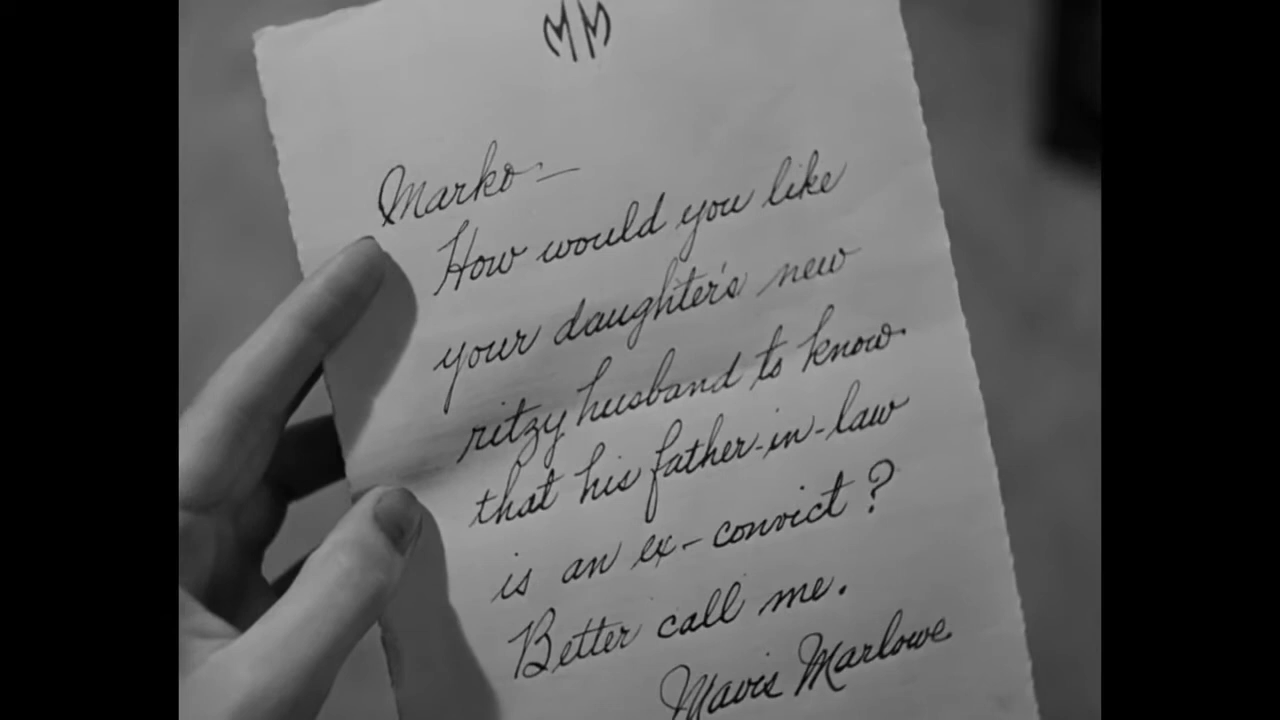 MM
Marko—
How would you like
your daughter's new
ritzy husband to know
that his father-in-law
is an ex-convict?
Better call me.
Mavis Marlowe